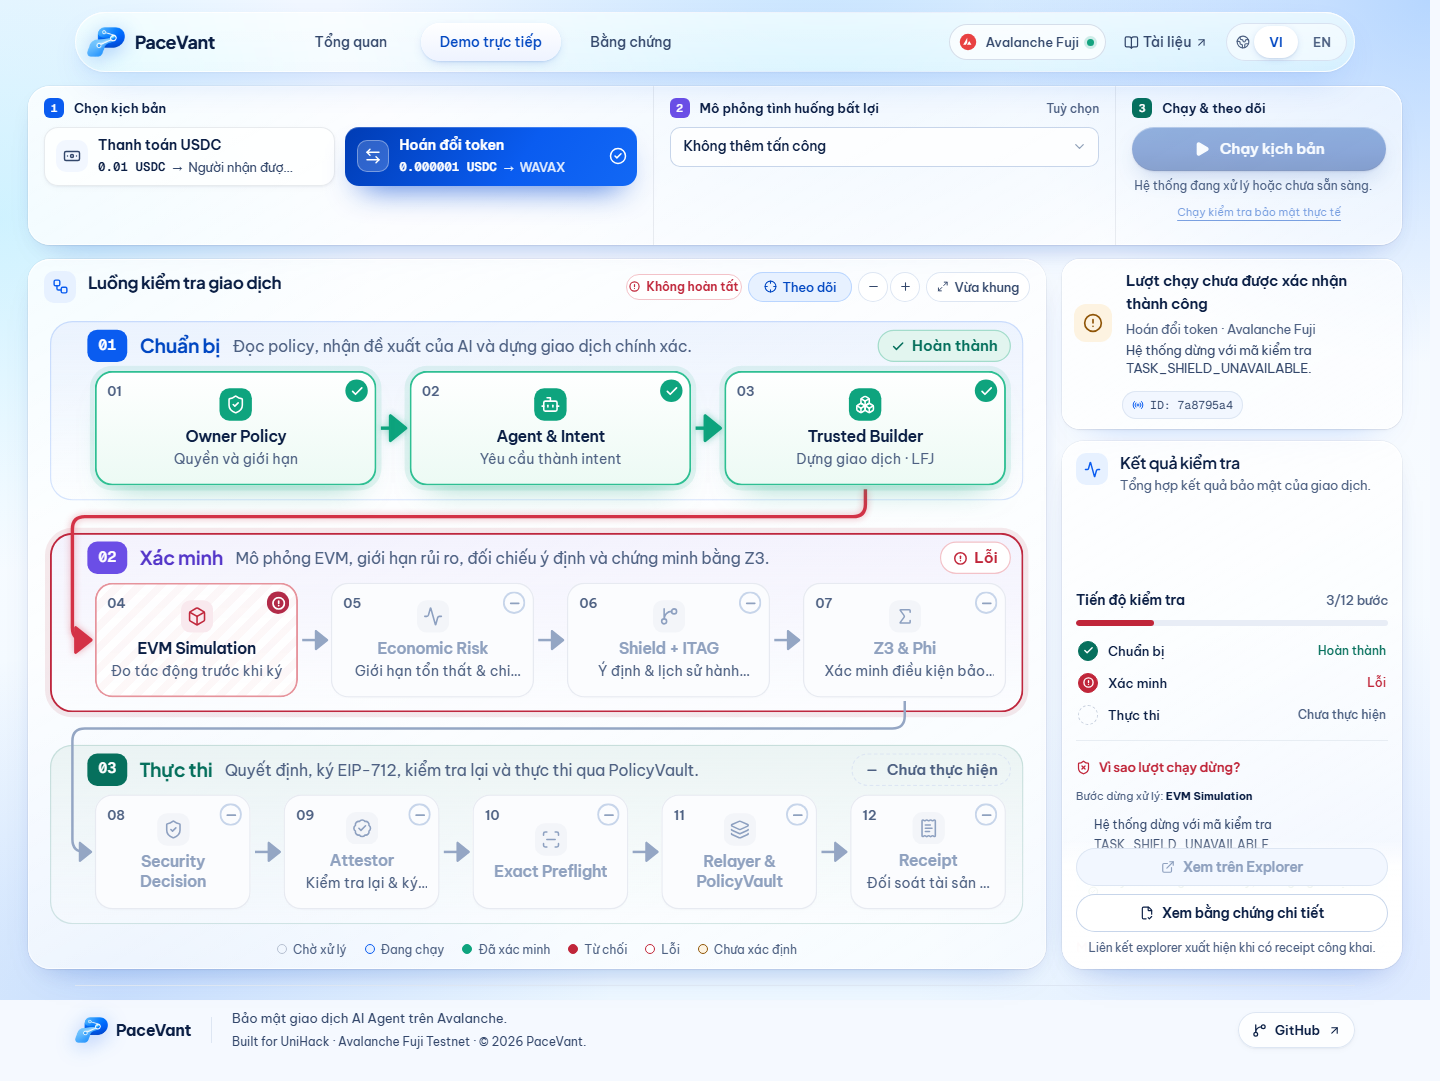 PaceVant
Tổng quan
Demo trực tiếp
Bằng chứng
Avalanche Fuji
Tài liệu
VI
EN
1 Chọn kịch bản
Thanh toán USDC
0.01 USDC → Người nhận đượ...
Hoán đổi token
0.000001 USDC → WAVAX
2 Mô phỏng tình huống bất lợi
Tuỳ chọn
Không thêm tấn công
3 Chạy & theo dõi
Chạy kịch bản
Hệ thống đang xử lý hoặc chưa sẵn sàng.
Chạy kiểm tra bảo mật thực tế
Luồng kiểm tra giao dịch
Không hoàn tất
Theo dõi
− +
Vừa khung
01 Chuẩn bị Đọc policy, nhận đề xuất của AI và dựng giao dịch chính xác.
Hoàn thành
01
Owner Policy
Quyền và giới hạn
02
Agent & Intent
Yêu cầu thành intent
03
Trusted Builder
Dựng giao dịch · LFJ
02 Xác minh Mô phỏng EVM, giới hạn rủi ro, đối chiếu ý định và chứng minh bằng Z3.
Lỗi
04
EVM Simulation
Đo tác động trước khi ký
05
Economic Risk
Giới hạn tổn thất & chi...
06
Shield + ITAG
Ý định & lịch sử hành...
07
Z3 & Phi
Xác minh điều kiện bảo...
03 Thực thi Quyết định, ký EIP-712, kiểm tra lại và thực thi qua PolicyVault.
Chưa thực hiện
08
Security
Decision
09
Attestor
Kiểm tra lại & ký...
10
Exact Preflight
11
Relayer &
PolicyVault
12
Receipt
Đối soát tài sản ...
Chờ xử lý
Đang chạy
Đã xác minh
Từ chối
Lỗi
Chưa xác định
Lượt chạy chưa được xác nhận
thành công
Hoán đổi token · Avalanche Fuji
Hệ thống dừng với mã kiểm tra
TASK_SHIELD_UNAVAILABLE.
ID: 7a8795a4
Kết quả kiểm tra
Tổng hợp kết quả bảo mật của giao dịch.
Tiến độ kiểm tra
3/12 bước
Chuẩn bị
Hoàn thành
Xác minh
Lỗi
Thực thi
Chưa thực hiện
Vì sao lượt chạy dừng?
Bước dừng xử lý: EVM Simulation
Hệ thống dừng với mã kiểm tra
TASK_SHIELD_UNAVAILABLE
Xem trên Explorer
Xem bằng chứng chi tiết
Liên kết explorer xuất hiện khi có receipt công khai.
PaceVant
Bảo mật giao dịch AI Agent trên Avalanche.
Built for UniHack · Avalanche Fuji Testnet · © 2026 PaceVant.
GitHub